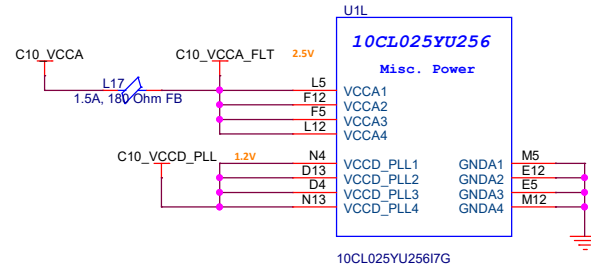 U1L
10CL025YU256
Misc. Power
C10_VCCA
C10_VCCA_FLT
2.5V
L17
1.5A, 180 Ohm FB
L5
VCCA1
F12
VCCA2
F5
VCCA3
L12
VCCA4
C10_VCCD_PLL
1.2V
N4
VCCD_PLL1
GNDA1
M5
D13
VCCD_PLL2
GNDA2
E12
D4
VCCD_PLL3
GNDA3
E5
N13
VCCD_PLL4
GNDA4
M12
10CL025YU256I7G